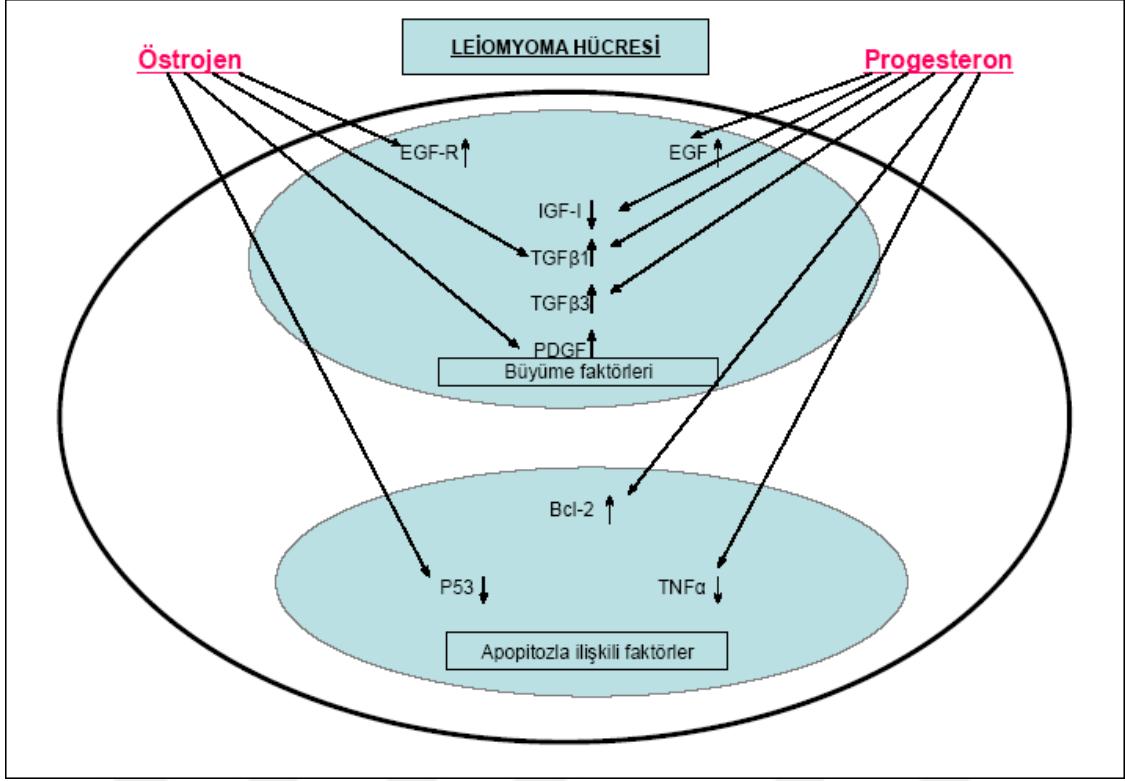 LEİOMYOMA HÜCRESİ
Östrojen
Progesteron
EGF-R
EGF
IGF-I
TGFβ1
TGFβ3
PDGF
Büyüme faktörleri
Bcl-2
P53
TNFα
Apopitozla ilişkili faktörler